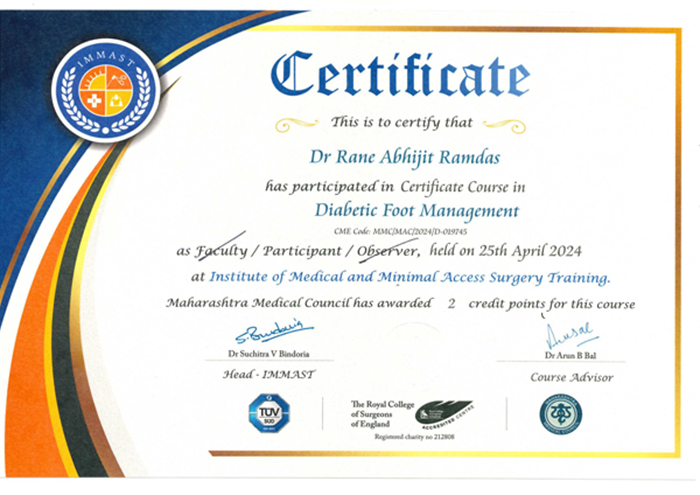 IMMAST
Certificate
This is to certify that
Dr Rane Abhijit Ramdas
has participated in Certificate Course in
Diabetic Foot Management
CME Code: MMC/MAC/2024/D-019745
as Faculty / Participant / Observer, held on 25th April 2024
at Institute of Medical and Minimal Access Surgery Training.
Maharashtra Medical Council has awarded 2 credit points for this course
S.Bindoria
Dr Suchitra V Bindoria
Head - IMMAST
Dr Arun B Bal
Course Advisor
TÜV
SÜD
The Royal College
of Surgeons
of England
ACCREDITED CENTRE
Registered charity no 212808